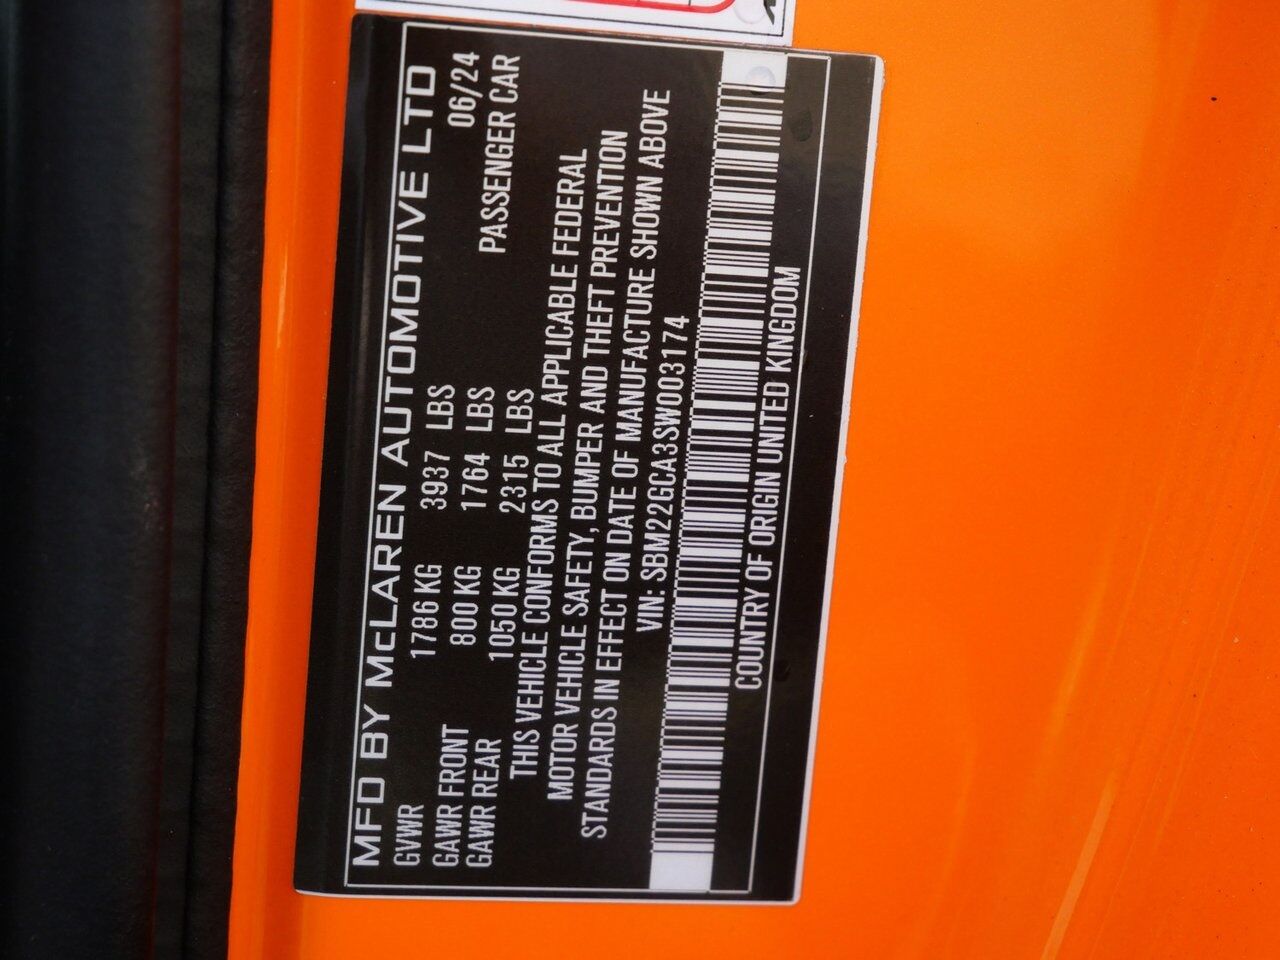 MFD BY McLAREN AUTOMOTIVE LTD
06/24
GVWR 1786 KG 3937 LBS
GAWR FRONT 800 KG 1764 LBS PASSENGER CAR
GAWR REAR 1050 KG 2315 LBS
THIS VEHICLE CONFORMS TO ALL APPLICABLE FEDERAL
MOTOR VEHICLE SAFETY, BUMPER AND THEFT PREVENTION
STANDARDS IN EFFECT ON DATE OF MANUFACTURE SHOWN ABOVE
VIN: SBM22GCA3SW003174
COUNTRY OF ORIGIN UNITED KINGDOM